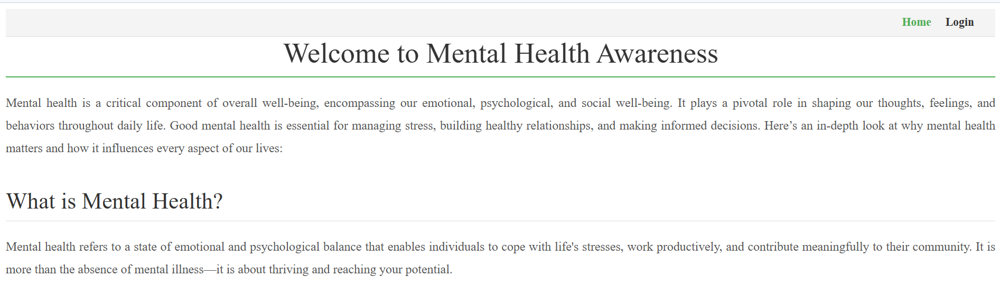 Home Login
Welcome to Mental Health Awareness
Mental health is a critical component of overall well-being, encompassing our emotional, psychological, and social well-being. It plays a pivotal role in shaping our thoughts, feelings, and
behaviors throughout daily life. Good mental health is essential for managing stress, building healthy relationships, and making informed decisions. Here’s an in-depth look at why mental health
matters and how it influences every aspect of our lives:
What is Mental Health?
Mental health refers to a state of emotional and psychological balance that enables individuals to cope with life's stresses, work productively, and contribute meaningfully to their community. It is
more than the absence of mental illness—it is about thriving and reaching your potential.